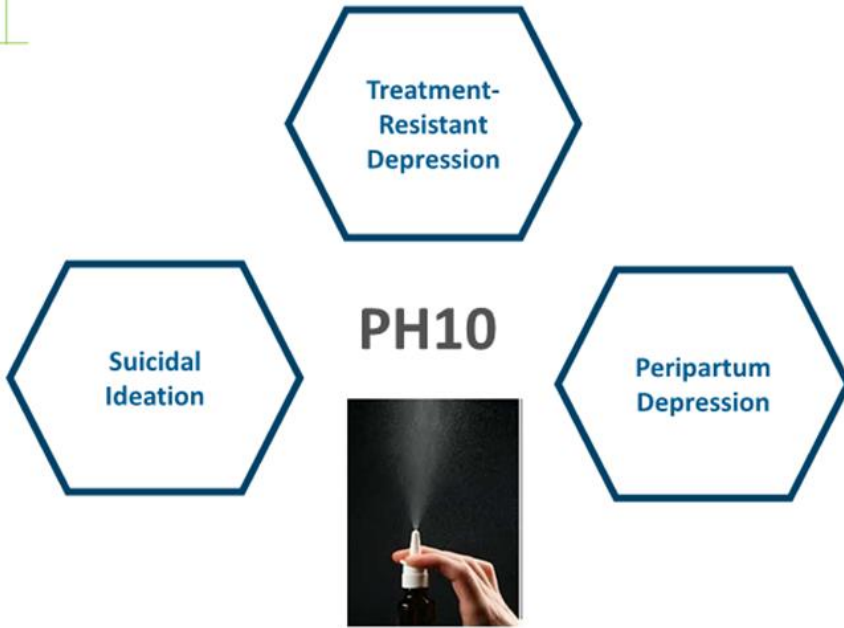 Treatment-
Resistant
Depression
Suicidal
Ideation
PH10
Peripartum
Depression